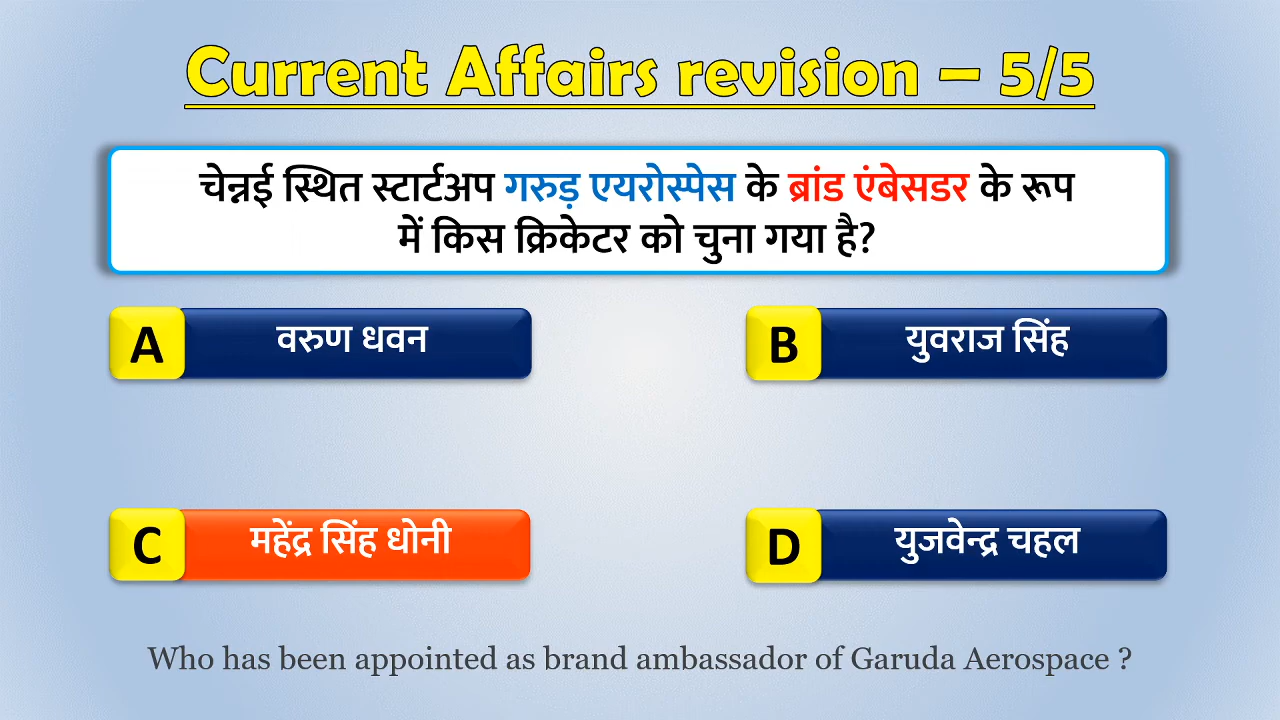 Current Affairs revision – 5/5
चेन्नई स्थित स्टार्टअप गरुड़ एयरोस्पेस के ब्रांड एंबेसडर के रूप
में किस क्रिकेटर को चुना गया है?
A वरुण धवन
B युवराज सिंह
C महेंद्र सिंह धोनी
D युजवेन्द्र चहल
Who has been appointed as brand ambassador of Garuda Aerospace ?